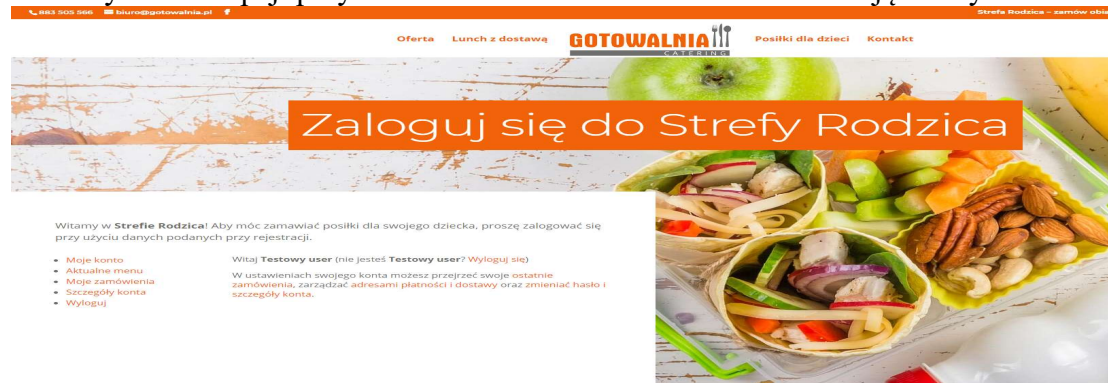 883 505 566 biuro@gotowalnia.pl
Strefa Rodzica – zamów obia
Oferta Lunch z dostawą GOTOWALNIA Posiłki dla dzieci Kontakt
CATERING
Zaloguj się do Strefy Rodzica
Witamy w Strefie Rodzica! Aby móc zamawiać posiłki dla swojego dziecka, proszę zalogować się
przy użyciu danych podanych przy rejestracji.
Moje konto
Aktualne menu
Moje zamówienia
Szczegóły konta
Wyloguj
Witaj Testowy user (nie jesteś Testowy user? Wyloguj się)
W ustawieniach swojego konta możesz przejrzeć swoje ostatnie
zamówienia, zarządzać adresami płatności i dostawy oraz zmieniać hasło i
szczegóły konta.